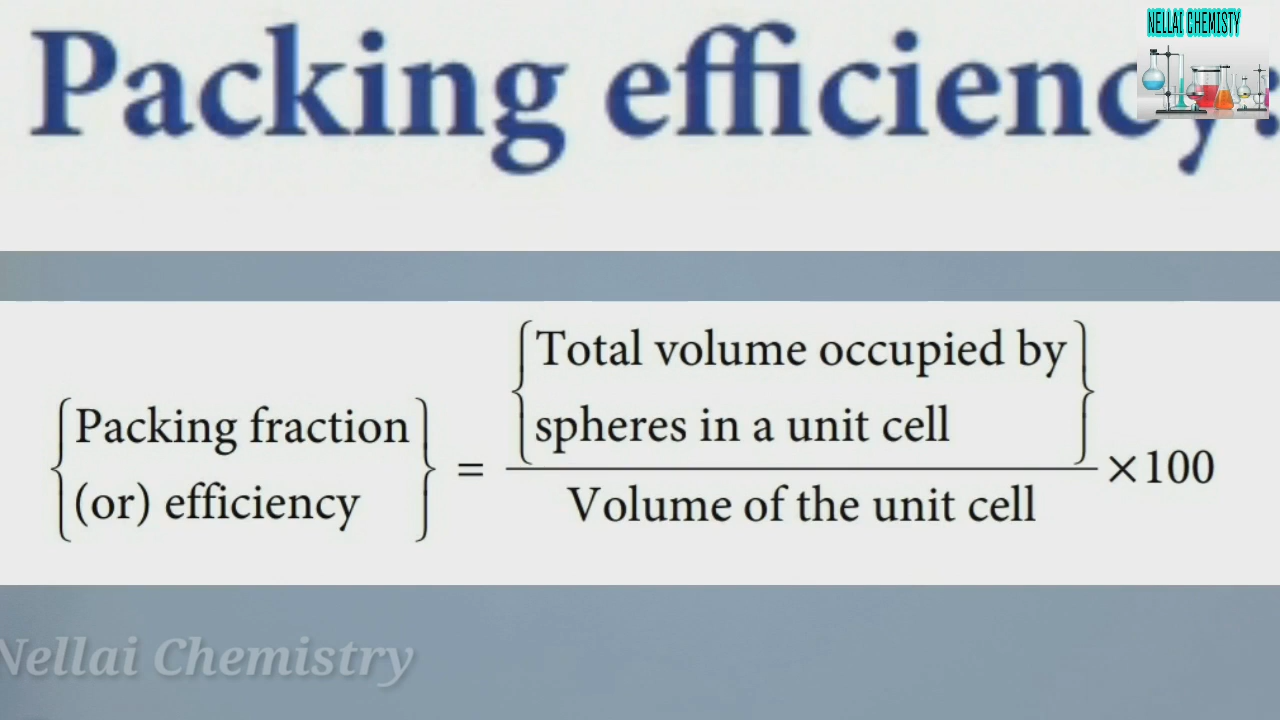 Packing efficiency:
NELLAI CHEMISTY
{Total volume occupied by
spheres in a unit cell}
{Packing fraction
(or) efficiency}
= ×100
Volume of the unit cell
Nellai Chemistry